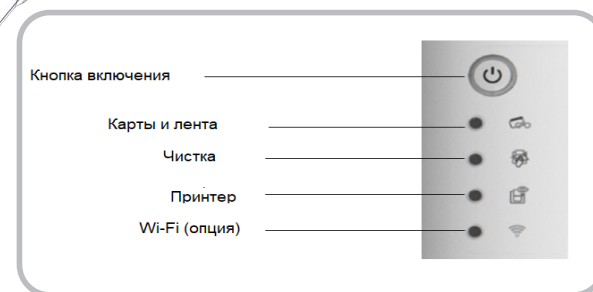 Кнопка включения
Карты и лента
Чистка
Принтер
Wi-Fi (опция)